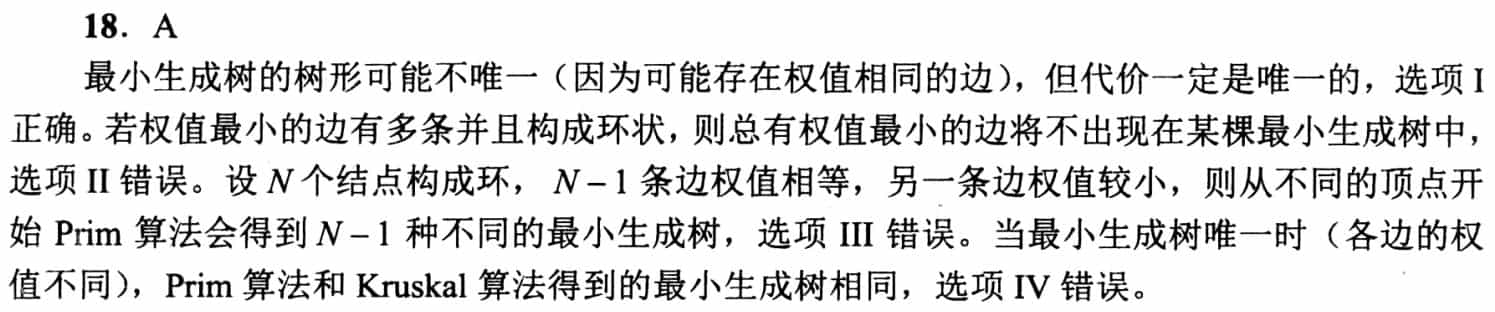 18. A
最小生成树的树形可能不唯一（因为可能存在权值相同的边），但代价一定是唯一的，选项 I
正确。若权值最小的边有多条并且构成环状，则总有权值最小的边将不出现在某棵最小生成树中，
选项 II 错误。设 N 个结点构成环， N – 1 条边权值相等，另一条边权值较小，则从不同的顶点开
始 Prim 算法会得到 N – 1 种不同的最小生成树，选项 III 错误。当最小生成树唯一时（各边的权
值不同），Prim 算法和 Kruskal 算法得到的最小生成树相同，选项 IV 错误。